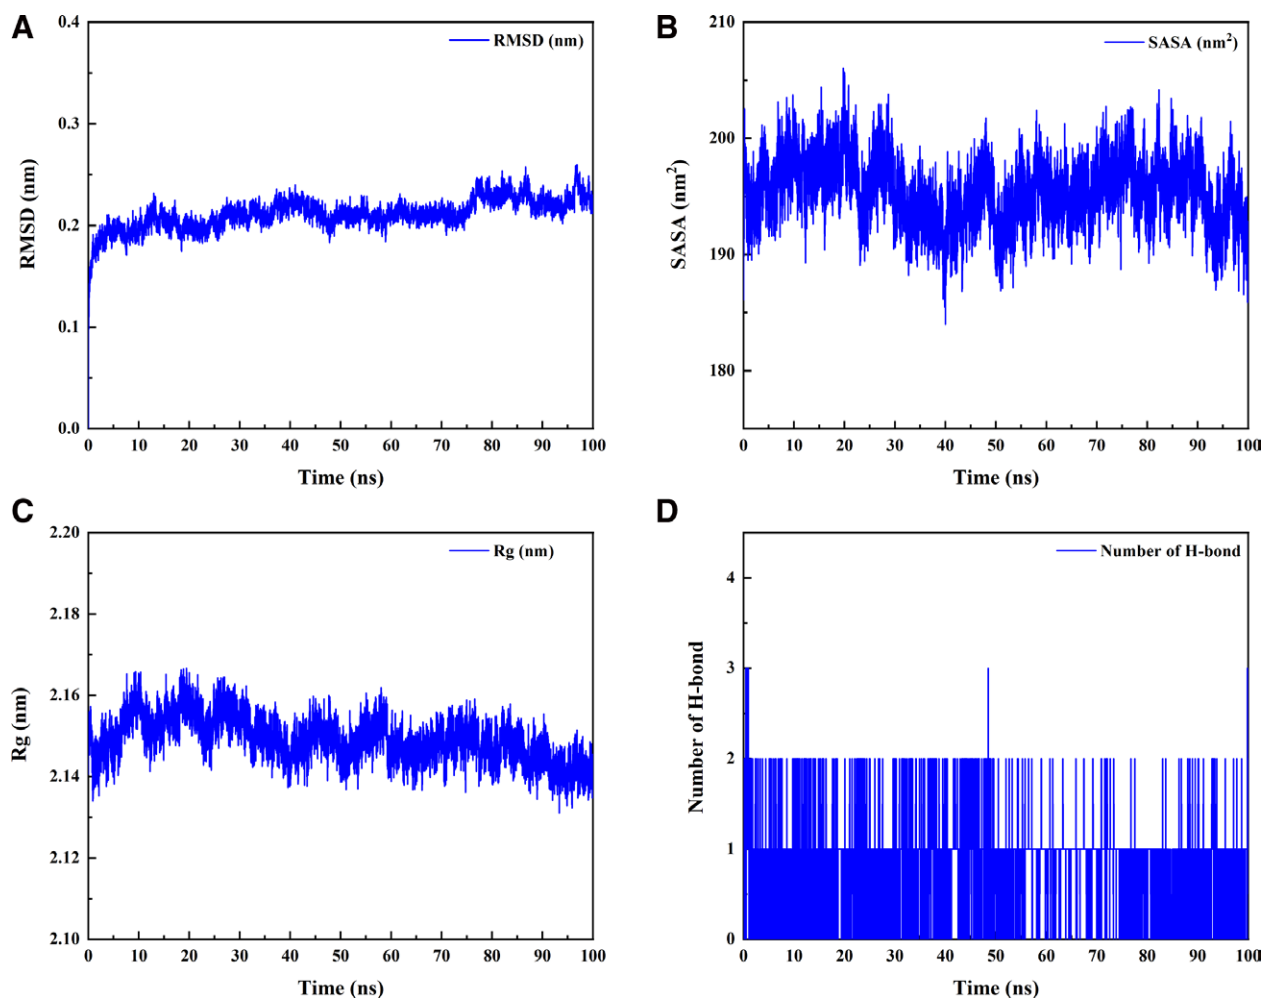 A
RMSD (nm)
0.4
0.3
0.2
0.1
0.0
RMSD (nm)
0 10 20 30 40 50 60 70 80 90 100
Time (ns)
B
SASA (nm²)
210
200
190
180
SASA (nm²)
0 10 20 30 40 50 60 70 80 90 100
Time (ns)
C
Rg (nm)
2.20
2.18
2.16
2.14
2.12
2.10
Rg (nm)
0 10 20 30 40 50 60 70 80 90 100
Time (ns)
D
Number of H-bond
4
3
2
1
0
Number of H-bond
0 10 20 30 40 50 60 70 80 90 100
Time (ns)